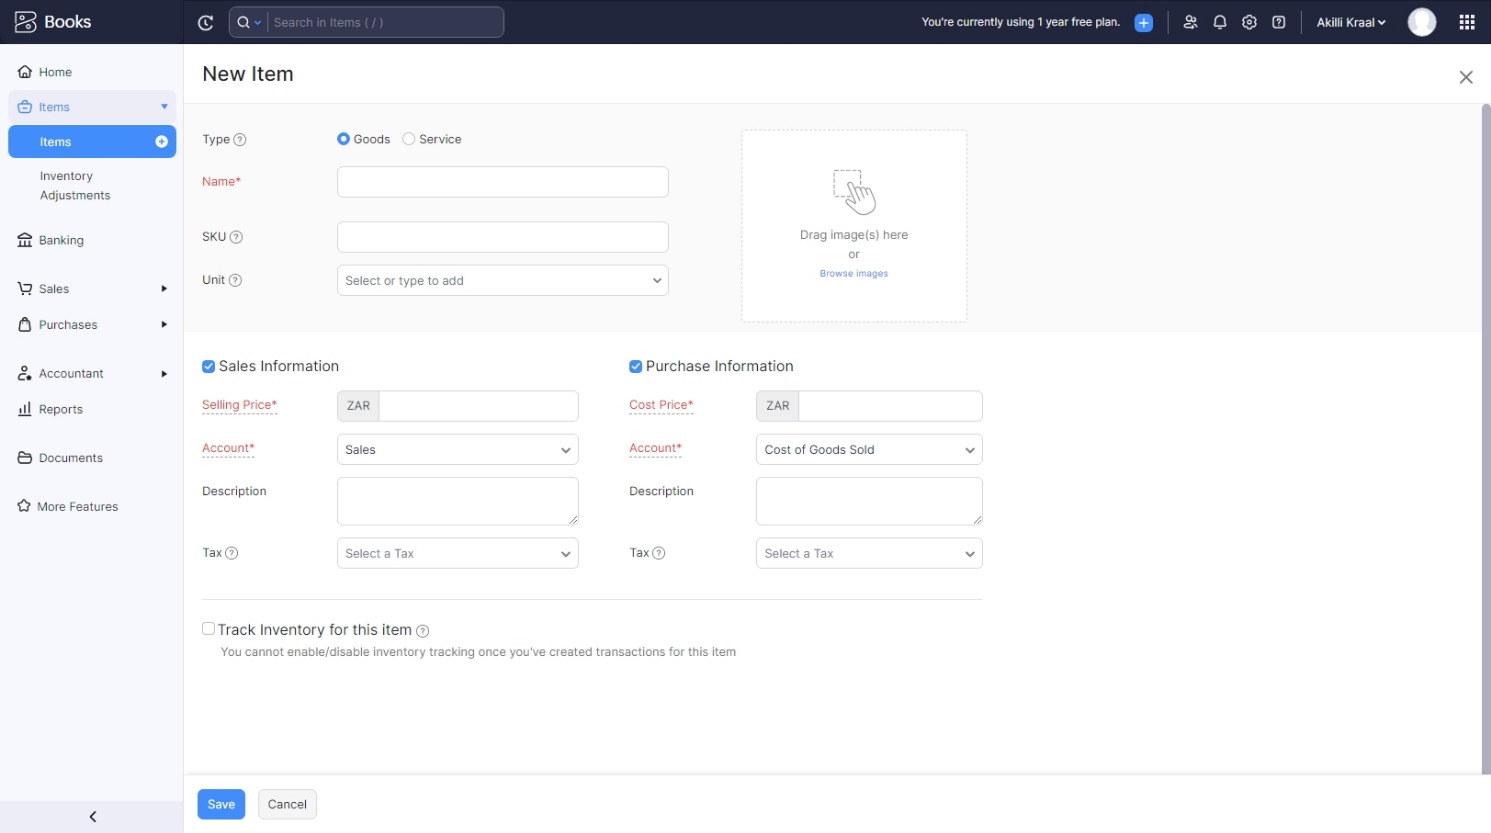 Books
Search in Items ( / )
You're currently using 1 year free plan.
Akilli Kraal
Home
Items
Items
Inventory
Adjustments
Banking
Sales
Purchases
Accountant
Reports
Documents
More Features
New Item
Type
Goods
Service
Name*
SKU
Unit
Select or type to add
Drag image(s) here
or
Browse images
Sales Information
Selling Price*
ZAR
Account*
Sales
Description
Tax
Select a Tax
Purchase Information
Cost Price*
ZAR
Account*
Cost of Goods Sold
Description
Tax
Select a Tax
Track Inventory for this item
You cannot enable/disable inventory tracking once you've created transactions for this item
Save
Cancel